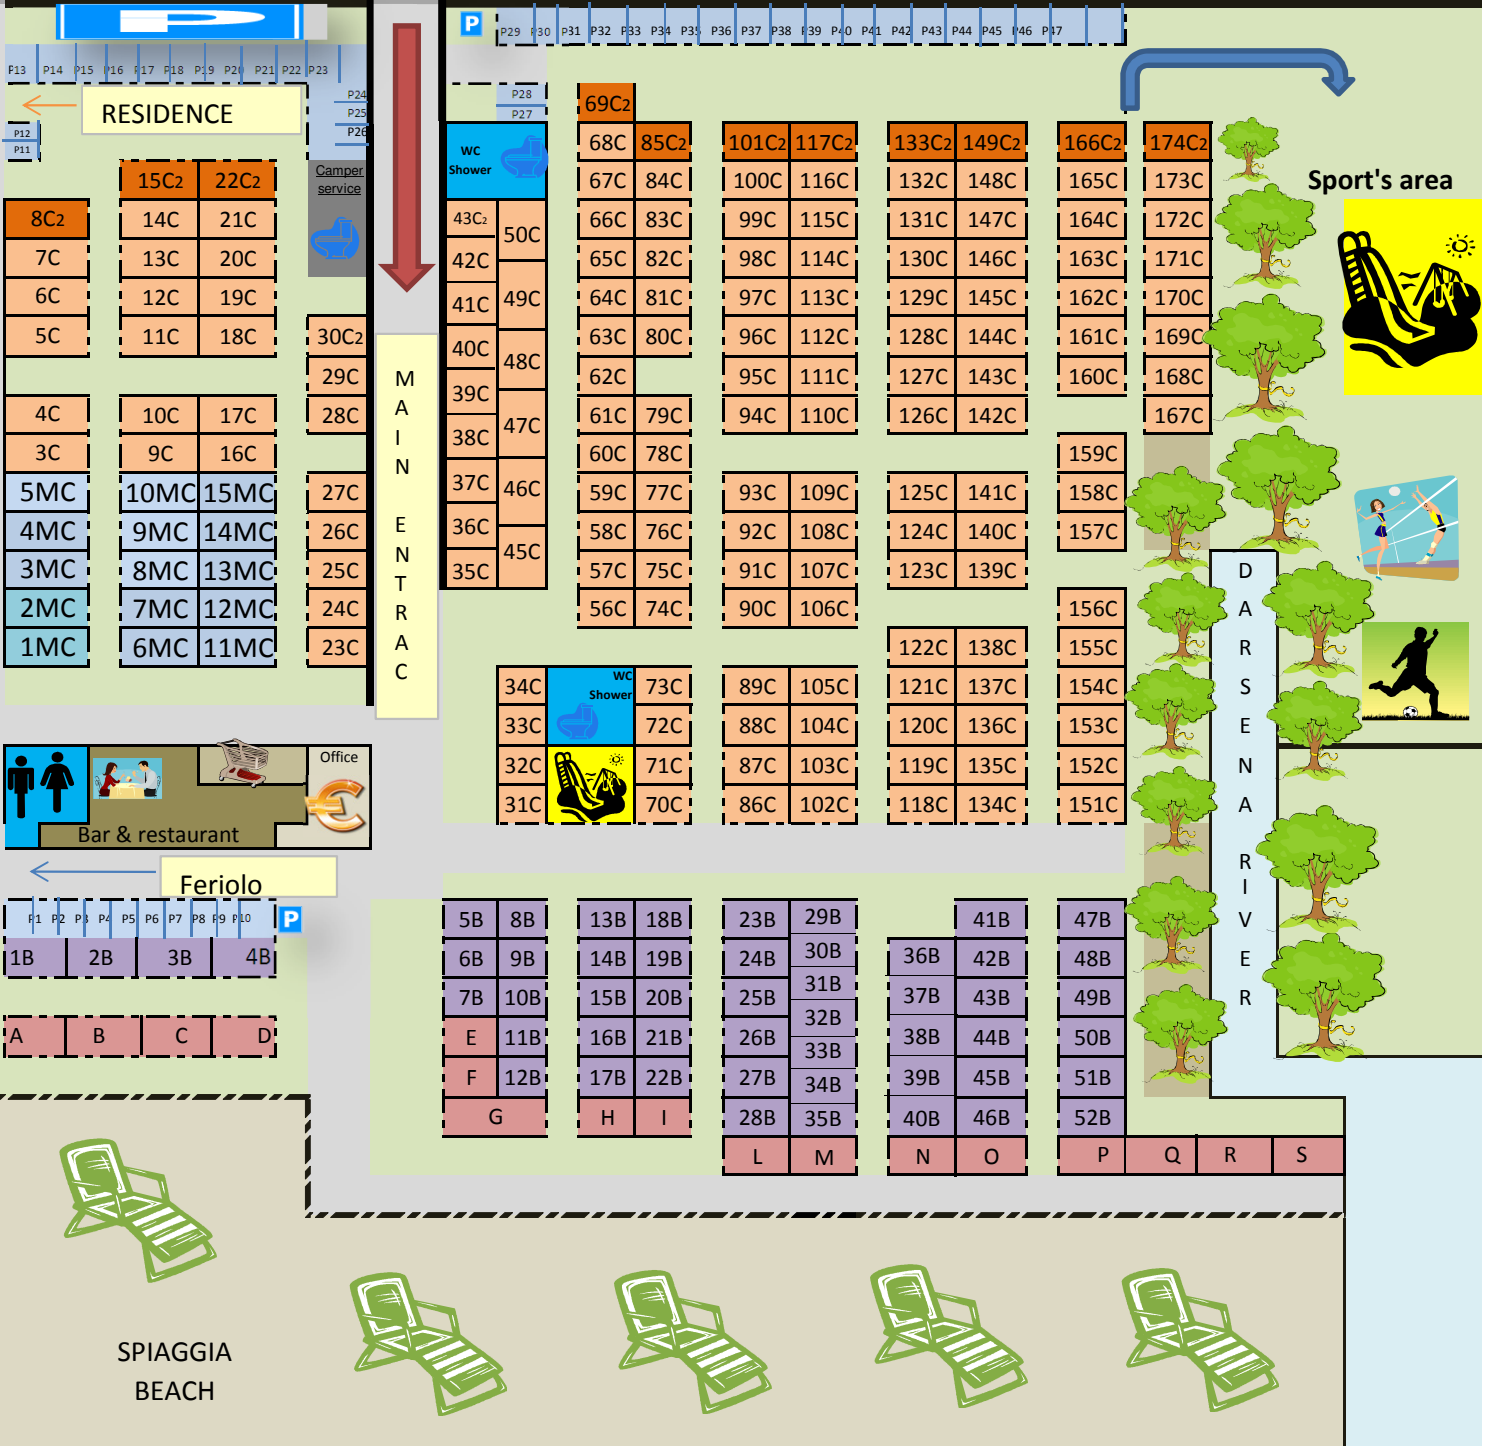 P
P29 P30 P31 P32 P33 P34 P35 P36 P37 P38 P39 P40 P41 P42 P43 P44 P45 P46 P47
P13 P14 P15 P16 P17 P18 P19 P20 P21 P22 P23
P24 P28
RESIDENCE 69C2
P25 P27
P12 P26
P11
WC
Shower
68C 85C2 101C2 117C2 133C2 149C2 166C2 174C2
Camper
service
15C2 22C2 67C 84C 100C 116C 132C 148C 165C 173C Sport's area
8C2 14C 21C 43C2 50C 66C 83C 99C 115C 131C 147C 164C 172C
7C 13C 20C 42C 65C 82C 98C 114C 130C 146C 163C 171C
6C 12C 19C 41C 49C 64C 81C 97C 113C 129C 145C 162C 170C
5C 11C 18C 30C2 40C 48C 63C 80C 96C 112C 128C 144C 161C 169C
29C 39C 62C 95C 111C 127C 143C 160C 168C
4C 10C 17C 28C 38C 47C 61C 79C 94C 110C 126C 142C 167C
3C 9C 16C 60C 78C 159C
5MC 10MC 15MC 27C 37C 46C 59C 77C 93C 109C 125C 141C 158C
4MC 9MC 14MC 26C 36C 45C 58C 76C 92C 108C 124C 140C 157C
3MC 8MC 13MC 25C 35C 57C 75C 91C 107C 123C 139C
2MC 7MC 12MC 24C 56C 74C 90C 106C 156C
1MC 6MC 11MC 23C 122C 138C 155C
MAIN ENTRAC
WC
Shower
34C 73C 89C 105C 121C 137C 154C
33C 72C 88C 104C 120C 136C 153C
32C 71C 87C 103C 119C 135C 152C
31C 70C 86C 102C 118C 134C 151C
DARSENA RIVER
Office
Bar & restaurant
Feriolo
P1 P2 P3 P4 P5 P6 P7 P8 P9 P10 P
1B 2B 3B 4B
A B C D
5B 8B 13B 18B 23B 29B 41B 47B
6B 9B 14B 19B 24B 30B 36B 42B 48B
7B 10B 15B 20B 25B 31B 37B 43B 49B
E 11B 16B 21B 26B 32B 38B 44B 50B
F 12B 17B 22B 27B 33B 39B 45B 51B
34B
G H I 28B 35B 40B 46B 52B
L M N O P Q R S
SPIAGGIA
BEACH